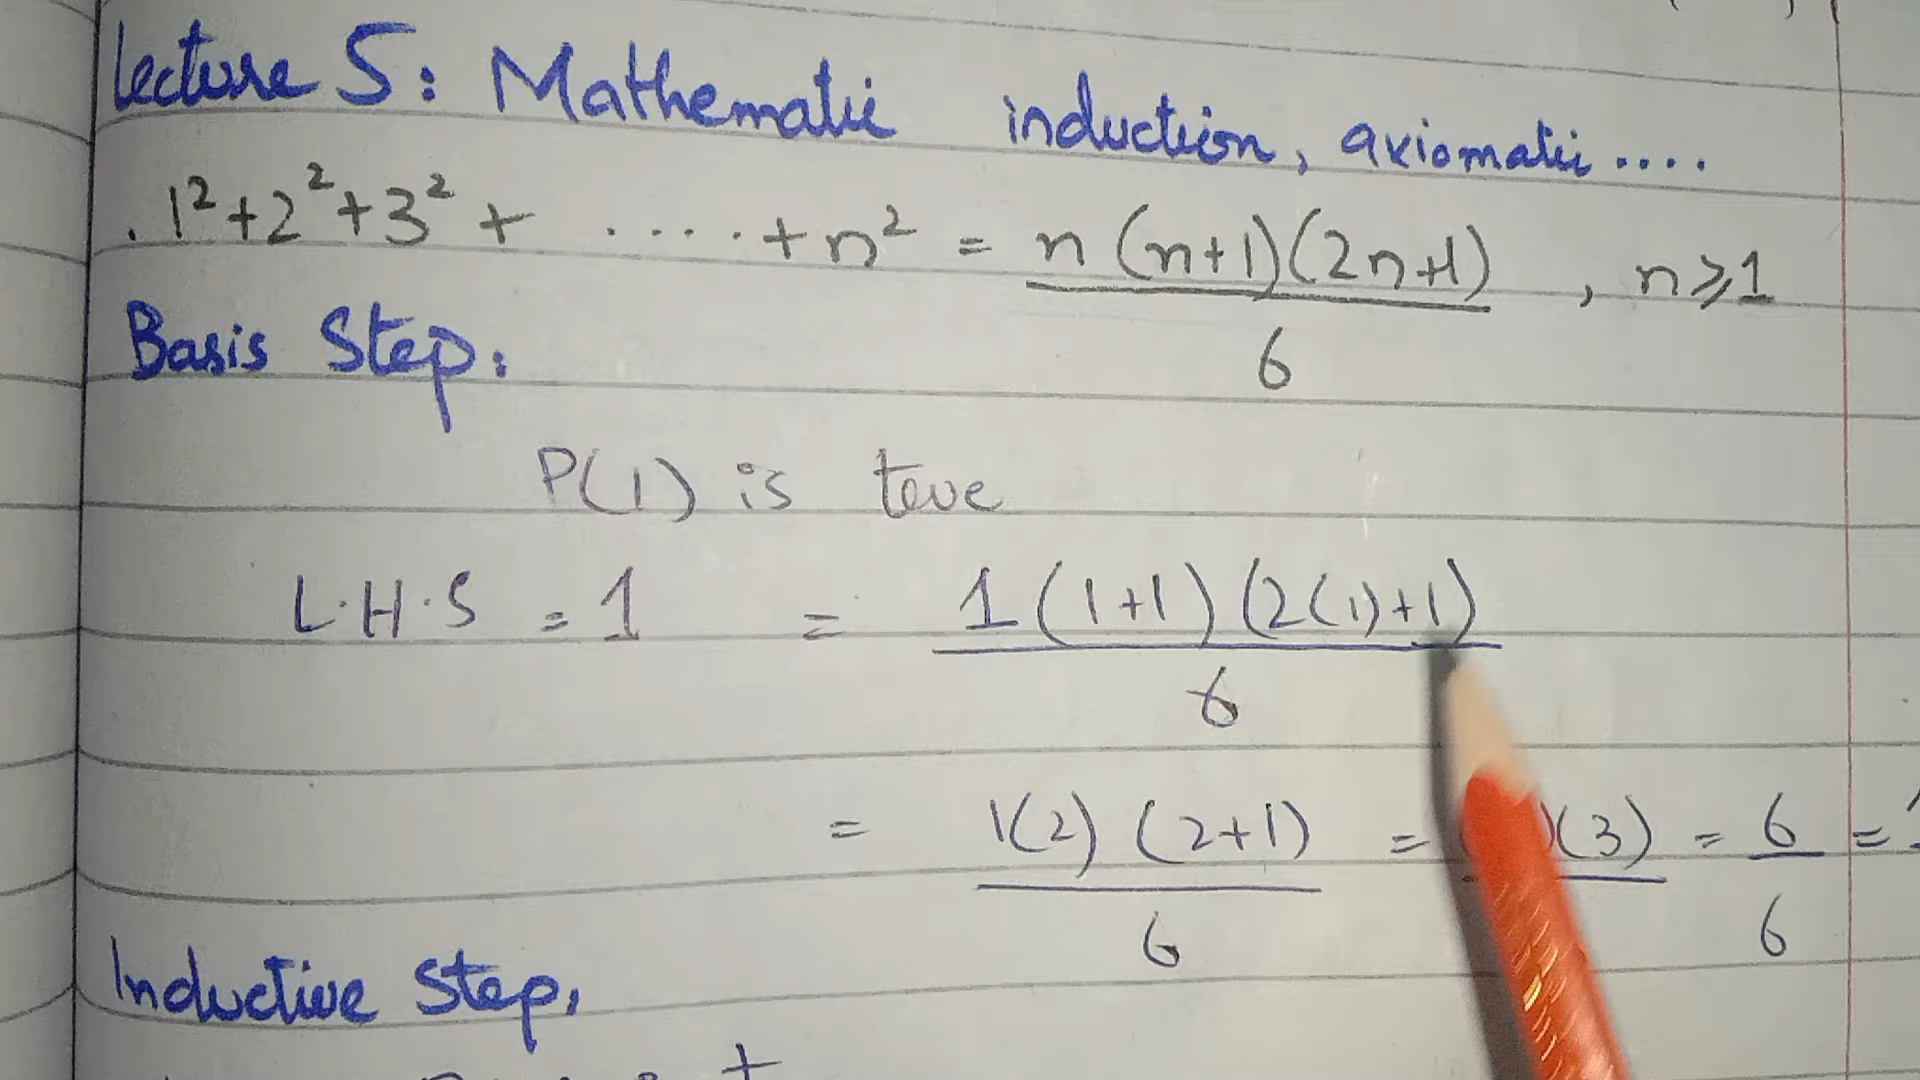 Lecture 5: Mathematic induction, axiomatic ....
. 1² + 2² + 3² + ..... + n² = n(n+1)(2n+1) / 6 , n ≥ 1
Basis Step:
P(1) is true
L.H.S = 1 = 1(1+1)(2(1)+1) / 6
= 1(2)(2+1) / 6 = )(3) = 6 / 6 =
Inductive Step,